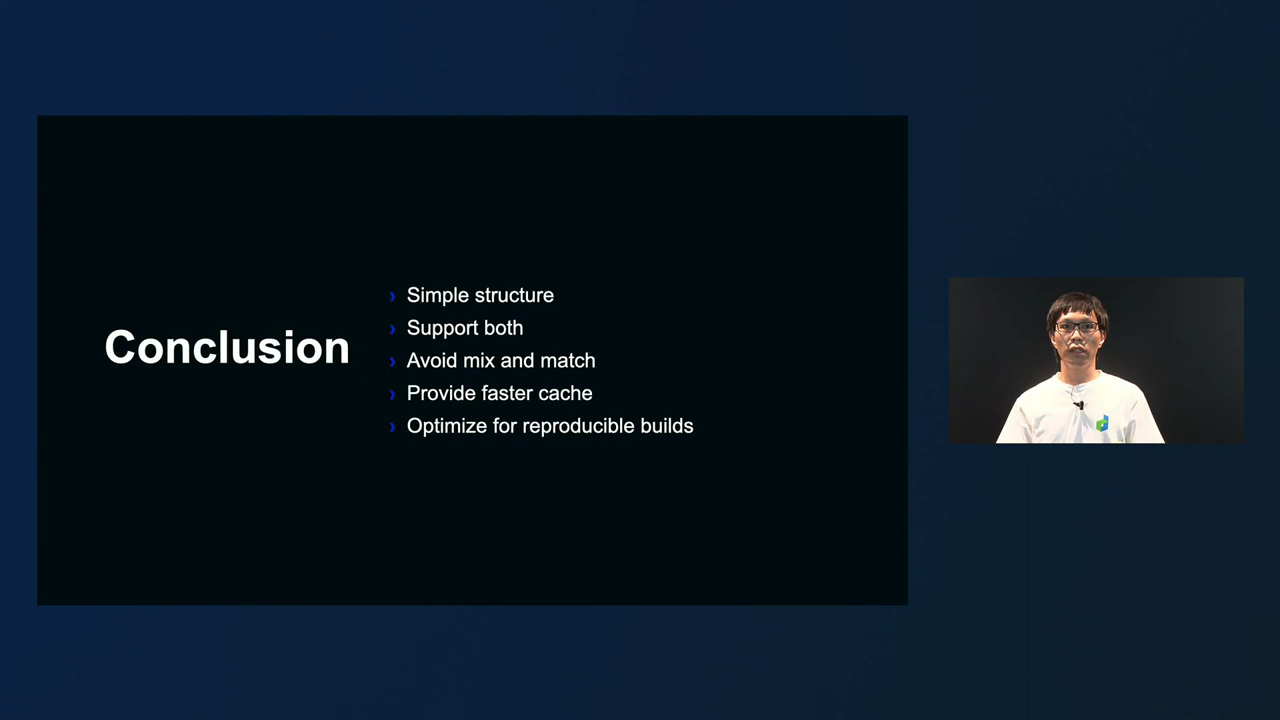 Conclusion
Simple structure
Support both
Avoid mix and match
Provide faster cache
Optimize for reproducible builds